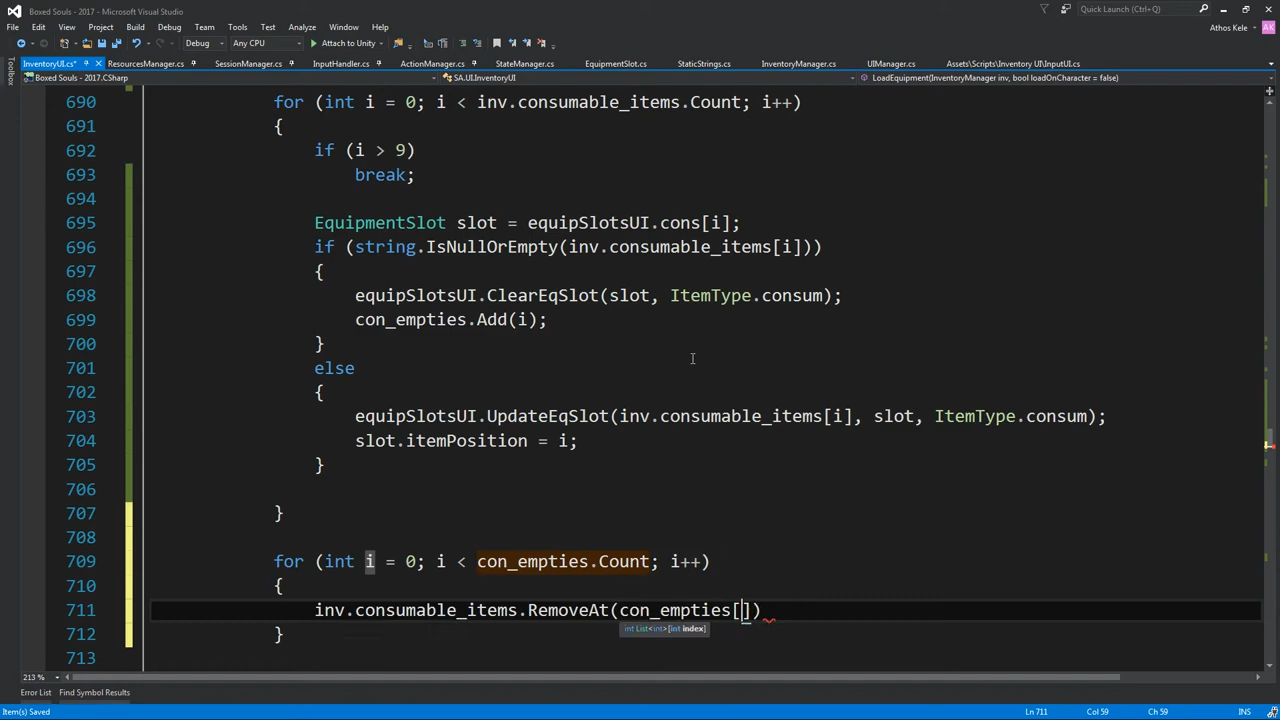 Boxed Souls - 2017 - Microsoft Visual Studio
Quick Launch (Ctrl+Q)
File Edit View Project Build Debug Team Tools Test Analyze Window Help
Athos Kele AK
Debug Any CPU Attach to Unity
InventoryUI.cs* ResourcesManager.cs SessionManager.cs InputHandler.cs ActionManager.cs StateManager.cs EquipmentSlot.cs StaticStrings.cs InventoryManager.cs UIManager.cs Assets\Scripts\Inventory UI\InputUI.cs
Toolbox
Boxed Souls - 2017.CSharp SA.UI.InventoryUI LoadEquipment(InventoryManager inv, bool loadOnCharacter = false)
690 for (int i = 0; i < inv.consumable_items.Count; i++)
691 {
692 if (i > 9)
693 break;
694
695 EquipmentSlot slot = equipSlotsUI.cons[i];
696 if (string.IsNullOrEmpty(inv.consumable_items[i]))
697 {
698 equipSlotsUI.ClearEqSlot(slot, ItemType.consum);
699 con_empties.Add(i);
700 }
701 else
702 {
703 equipSlotsUI.UpdateEqSlot(inv.consumable_items[i], slot, ItemType.consum);
704 slot.itemPosition = i;
705 }
706
707 }
708
709 for (int i = 0; i < con_empties.Count; i++)
710 {
711 inv.consumable_items.RemoveAt(con_empties[])
int List<int>[int index]
712 }
713
213 %
Error List Find Symbol Results
Item(s) Saved Ln 711 Col 59 Ch 59 INS